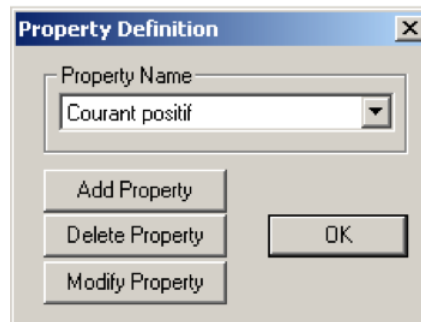 Property Definition
Property Name
Courant positif
Add Property
Delete Property
OK
Modify Property